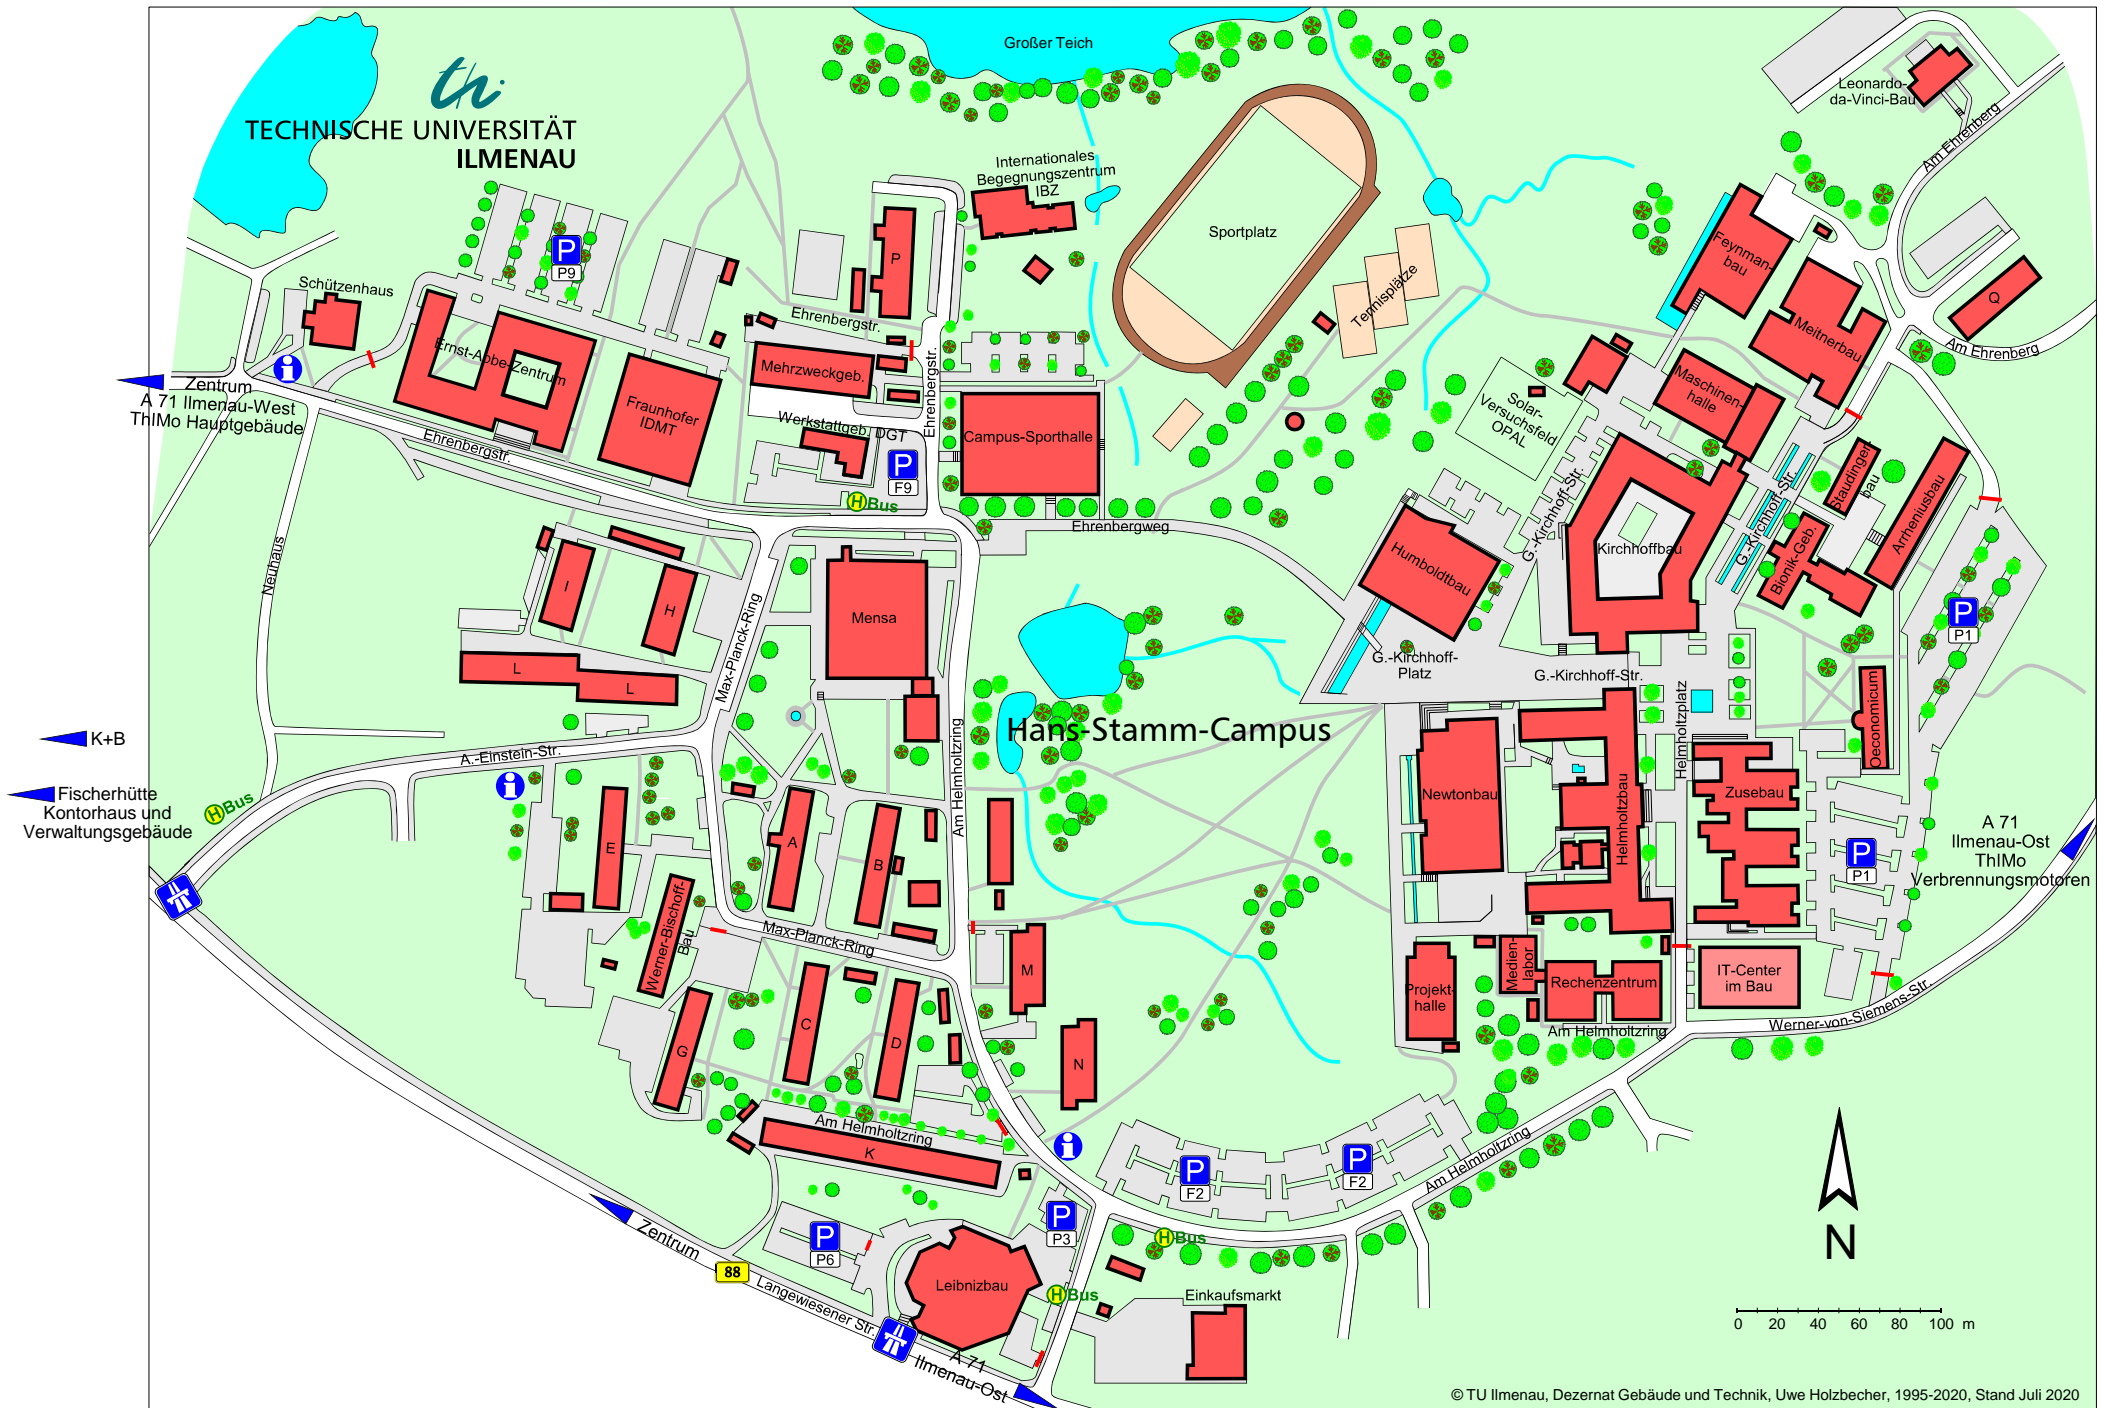 Großer Teich
TECHNISCHE UNIVERSITÄT
ILMENAU
Leonardo-
da-Vinci-Bau
Am Ehrenberg
Internationales
Begegnungszentrum
IBZ
Sportplatz
Feynman-
bau
P
P9
P
Schützenhaus
Ehrenbergstr.
Tennisplätze
Meitnerbau
Q
Am Ehrenberg
Ernst-Abbe-Zentrum
Mehrzweckgeb.
Ehrenbergstr.
Fraunhofer
IDMT
Zentrum
A 71 Ilmenau-West
ThIMo Hauptgebäude
Maschinen-
halle
Solar-
Versuchsfeld
OPAL
Werkstattgeb. DGT
Campus-Sporthalle
Ehrenbergstr.
P
F9
H Bus
Staudinger-
bau
Arrheniusbau
G.-Kirchhoff-Str.
G.-Kirchhoff-Str.
Ehrenbergweg
Humboldtbau
Kirchhoffbau
Bionik-Geb.
Neuhaus
I
H
Mensa
P
P1
L
L
Max-Planck-Ring
G.-Kirchhoff-
Platz
G.-Kirchhoff-Str.
Helmholtzplatz
Oeconomicum
Hans-Stamm-Campus
K+B
A.-Einstein-Str.
Am Helmholtzring
Fischerhütte
Kontorhaus und
Verwaltungsgebäude
H Bus
Newtonbau
Helmholtzbau
Zusebau
A 71
Ilmenau-Ost
ThIMo
Verbrennungsmotoren
E
A
B
P
P1
Werner-Bischoff-
Bau
Max-Planck-Ring
M
Medien-
labor
Projekt-
halle
Rechenzentrum
IT-Center
im Bau
Am Helmholtzring
Werner-von-Siemens-Str.
C
D
G
N
Am Helmholtzring
K
P
F2
P
F2
Am Helmholtzring
P
P3
P
P6
H Bus
Zentrum
88
Langewiesener Str.
Leibnizbau
H Bus
Einkaufsmarkt
A 71
Ilmenau-Ost
N
0 20 40 60 80 100 m
© TU Ilmenau, Dezernat Gebäude und Technik, Uwe Holzbecher, 1995-2020, Stand Juli 2020